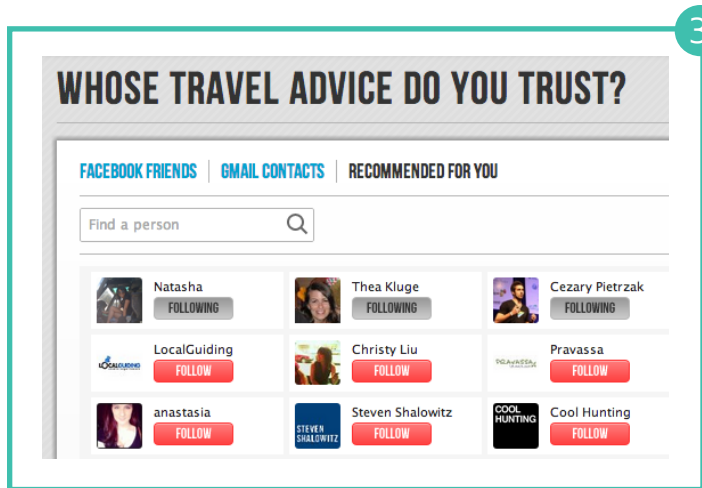 3
WHOSE TRAVEL ADVICE DO YOU TRUST?
FACEBOOK FRIENDS | GMAIL CONTACTS | RECOMMENDED FOR YOU
Find a person
Natasha Thea Kluge Cezary Pietrzak
FOLLOWING FOLLOWING FOLLOWING
LocalGuiding Christy Liu Pravassa
LOCALGUIDING FOLLOW FOLLOW PRAVASSA FOLLOW
anastasia Steven Shalowitz COOL HUNTING Cool Hunting
FOLLOW STEVEN SHALOWITZ FOLLOW FOLLOW